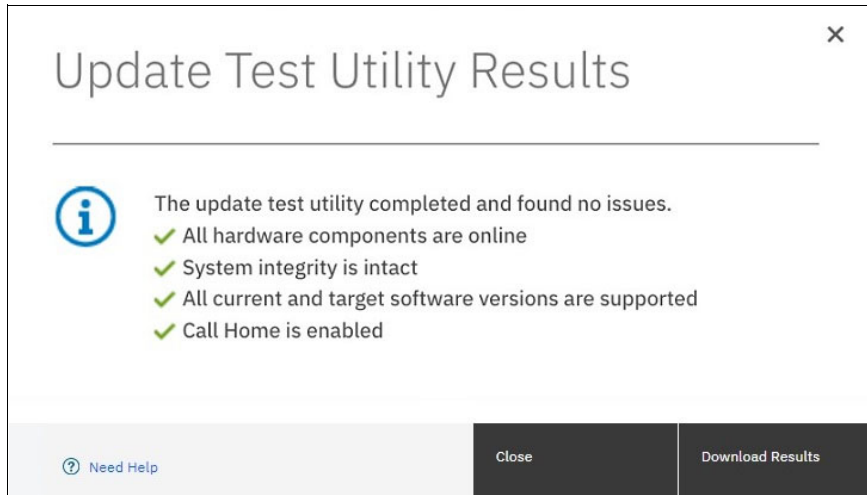 Update Test Utility Results
The update test utility completed and found no issues.
All hardware components are online
System integrity is intact
All current and target software versions are supported
Call Home is enabled
Need Help
Close
Download Results